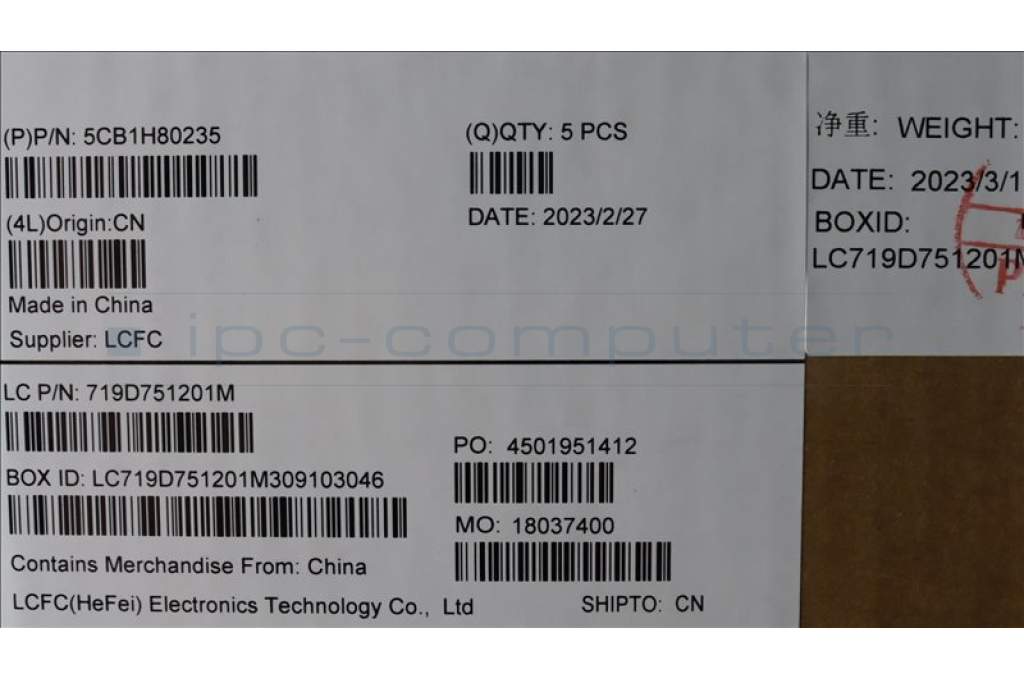 (P)P/N: 5CB1H80235
(Q)QTY: 5 PCS
(4L)Origin:CN
DATE: 2023/2/27
Made in China
Supplier: LCFC
LC P/N: 719D751201M
PO: 4501951412
BOX ID: LC719D751201M309103046
MO: 18037400
Contains Merchandise From: China
LCFC(HeFei) Electronics Technology Co., Ltd
SHIPTO: CN
净重: WEIGHT:
DATE: 2023/3/1
BOXID:
LC719D751201M
ipc-computer